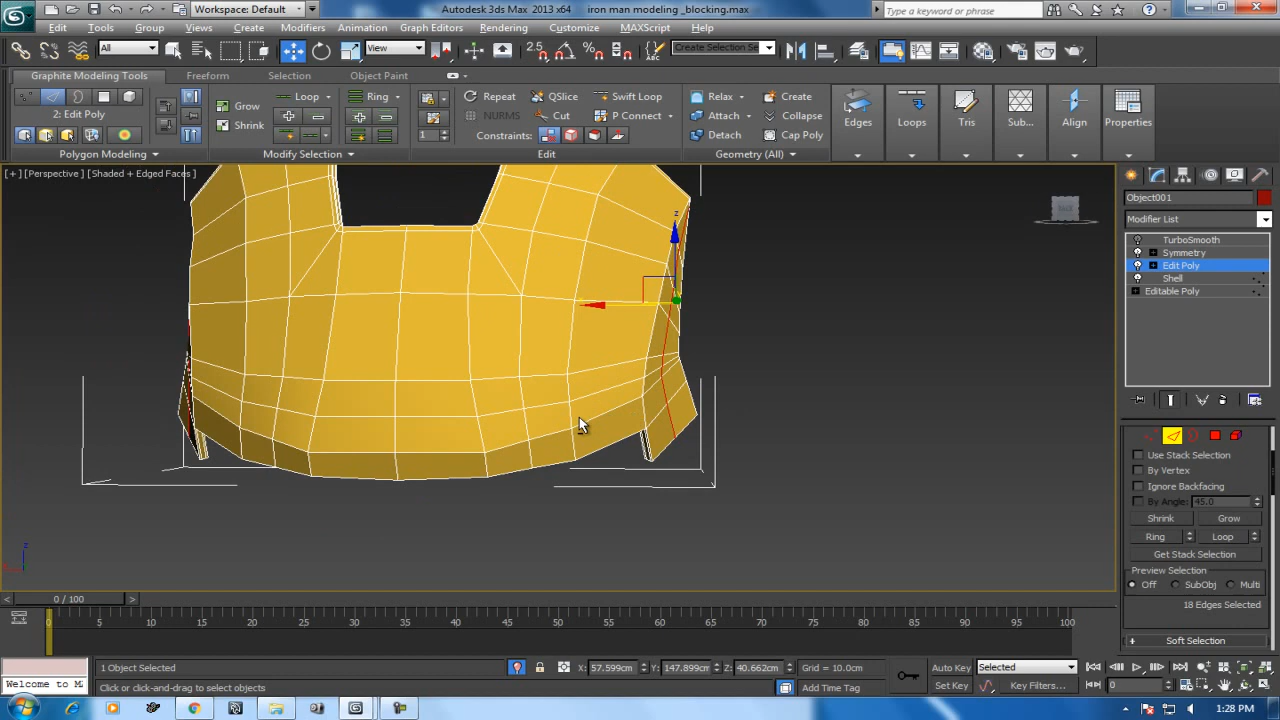 Workspace: Default
Autodesk 3ds Max 2013 x64 iron man modeling _blocking.max
Type a keyword or phrase
Edit Tools Group Views Create Modifiers Animation Graph Editors Rendering Customize MAXScript Help
All View 2.5 Create Selection Se
Graphite Modeling Tools Freeform Selection Object Paint
2: Edit Poly
Grow Loop Ring
Shrink
1
Repeat QSlice Swift Loop
NURMS Cut P Connect
Constraints:
Relax Create
Attach Collapse
Detach Cap Poly
Edges Loops Tris Sub... Align Properties
Polygon Modeling Modify Selection Edit Geometry (All)
[+] [Perspective] [Shaded + Edged Faces]
z
z
Object001
Modifier List
TurboSmooth
Symmetry
Edit Poly
Shell
Editable Poly
Use Stack Selection
By Vertex
Ignore Backfacing
By Angle: 45.0
Shrink Grow
Ring Loop
Get Stack Selection
Preview Selection
Off SubObj Multi
18 Edges Selected
Soft Selection
0 / 100
0 5 10 15 20 25 30 35 40 45 50 55 60 65 70 75 80 85 90 95 100
1 Object Selected X: 57.599cm Y: 147.899cm Z: 40.662cm Grid = 10.0cm Auto Key Selected
Welcome to M Click or click-and-drag to select objects Add Time Tag Set Key Key Filters... 0
1:28 PM